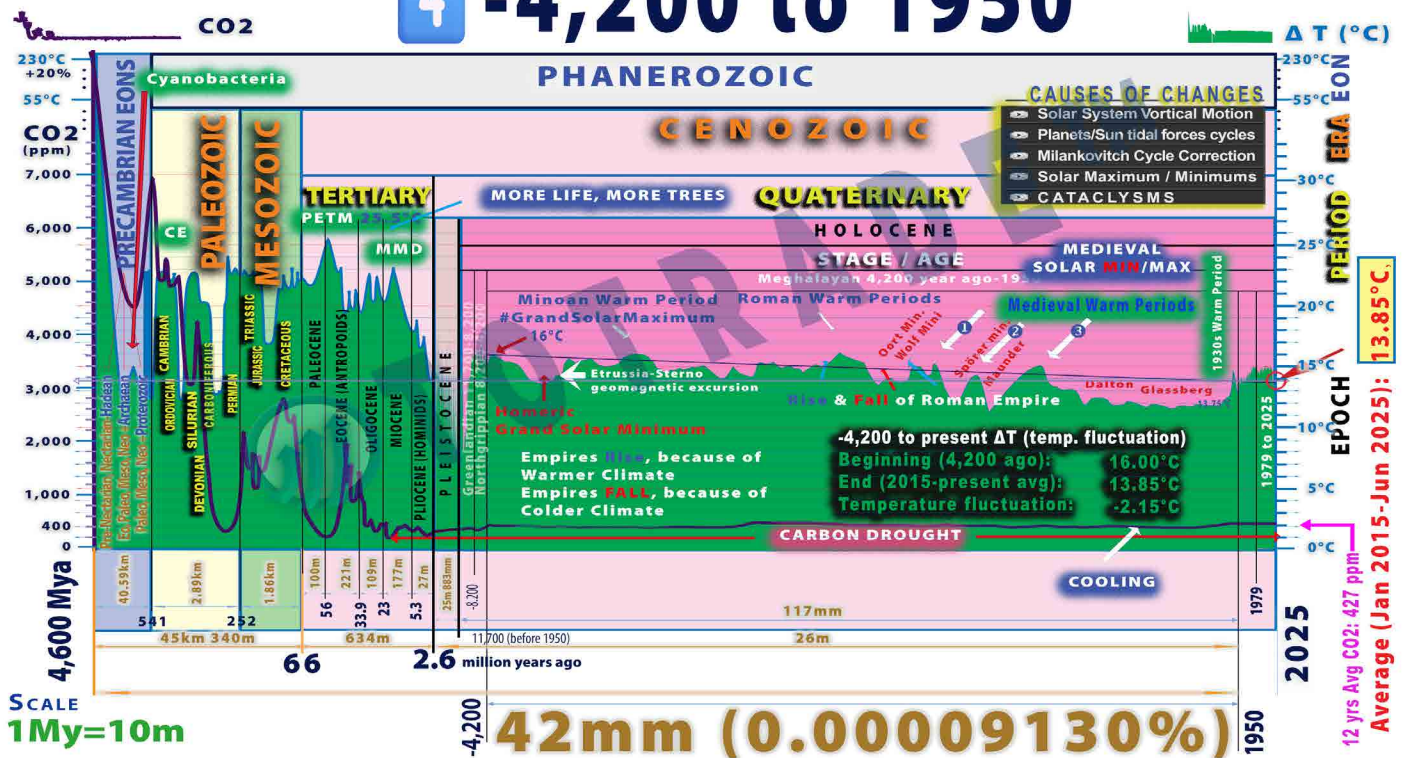 -4,200 to 1950
CO2
Δ T (°C)
230°C
+20%
55°C
CO2
(ppm)
7,000
6,000
5,000
4,000
3,000
2,000
1,000
400
0
PRECAMBRIAN EONS
Cyanobacteria
PHANEROZOIC
PALEOZOIC
MESOZOIC
CENOZOIC
CAUSES OF CHANGES
Solar System Vortical Motion
Planets/Sun tidal forces cycles
Milankovitch Cycle Correction
Solar Maximum / Minimums
CATACLYSMS
230°C
55°C
30°C
25°C
20°C
15°C
10°C
5°C
0°C
EON
ERA
PERIOD
EPOCH
TERTIARY
MORE LIFE, MORE TREES
QUATERNARY
PETM 25.5°C
CE
MMD
HOLOCENE
STAGE / AGE
MEDIEVAL
SOLAR MIN/MAX
Meghalayan 4,200 year ago-19
Minoan Warm Period
#GrandSolarMaximum
16°C
Roman Warm Periods
Medieval Warm Periods
1
2
3
1930s Warm Period
Oort Min.
Wolf Mini
Spörer min
Maunder
Dalton
Glassberg
13.75°C
Etrussia-Sterno
geomagnetic excursion
Homeric
Grand Solar Minimum
Rise & Fall of Roman Empire
Empires Rise, because of
Warmer Climate
Empires FALL, because of
Colder Climate
-4,200 to present ΔT (temp. fluctuation)
Beginning (4,200 ago): 16.00°C
End (2015-present avg): 13.85°C
Temperature fluctuation: -2.15°C
CARBON DROUGHT
COOLING
1979 to 2025
CAMBRIAN
ORDOVICIAN
SILURIAN
DEVONIAN
CARBONIFEROUS
PERMIAN
TRIASSIC
JURASSIC
CRETACEOUS
PALEOCENE
EOCENE (ANTROPOIDS)
OLIGOCENE
MIOCENE
PLIOCENE (HOMINIDS)
PLEISTOCENE
40.59km
2.89km
1.86km
100m
221m
109m
177m
27m
25m 883mm
-8,200
117mm
1979
541
252
56
33.9
23
5.3
45km 340m
634m
11,700 (before 1950)
26m
4,600 Mya
66
2.6 million years ago
2025
SCALE
1My=10m
-4,200
42mm (0.00009130%)
1950
12 yrs Avg CO2: 427 ppm
Average (Jan 2015-Jun 2025): 13.85°C,